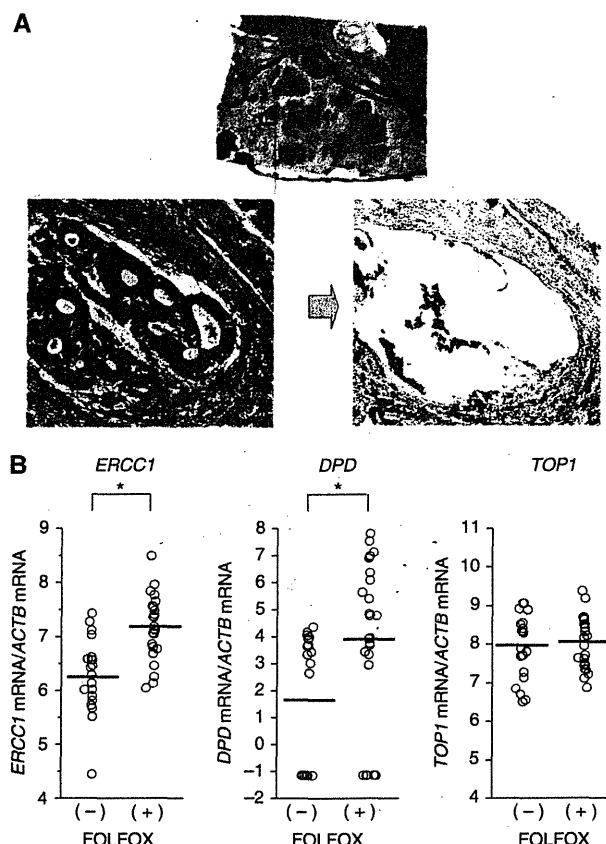 A
B
ERCC1
*
ERCC1 mRNA/ACTB mRNA
9
8
7
6
5
4
(−) (+)
FOLFOX
DPD
*
DPD mRNA/ACTB mRNA
8
7
6
5
4
3
2
1
0
−1
−2
(−) (+)
FOLFOX
TOP1
TOP1 mRNA/ACTB mRNA
11
10
9
8
7
6
5
4
(−) (+)
FOLFOX